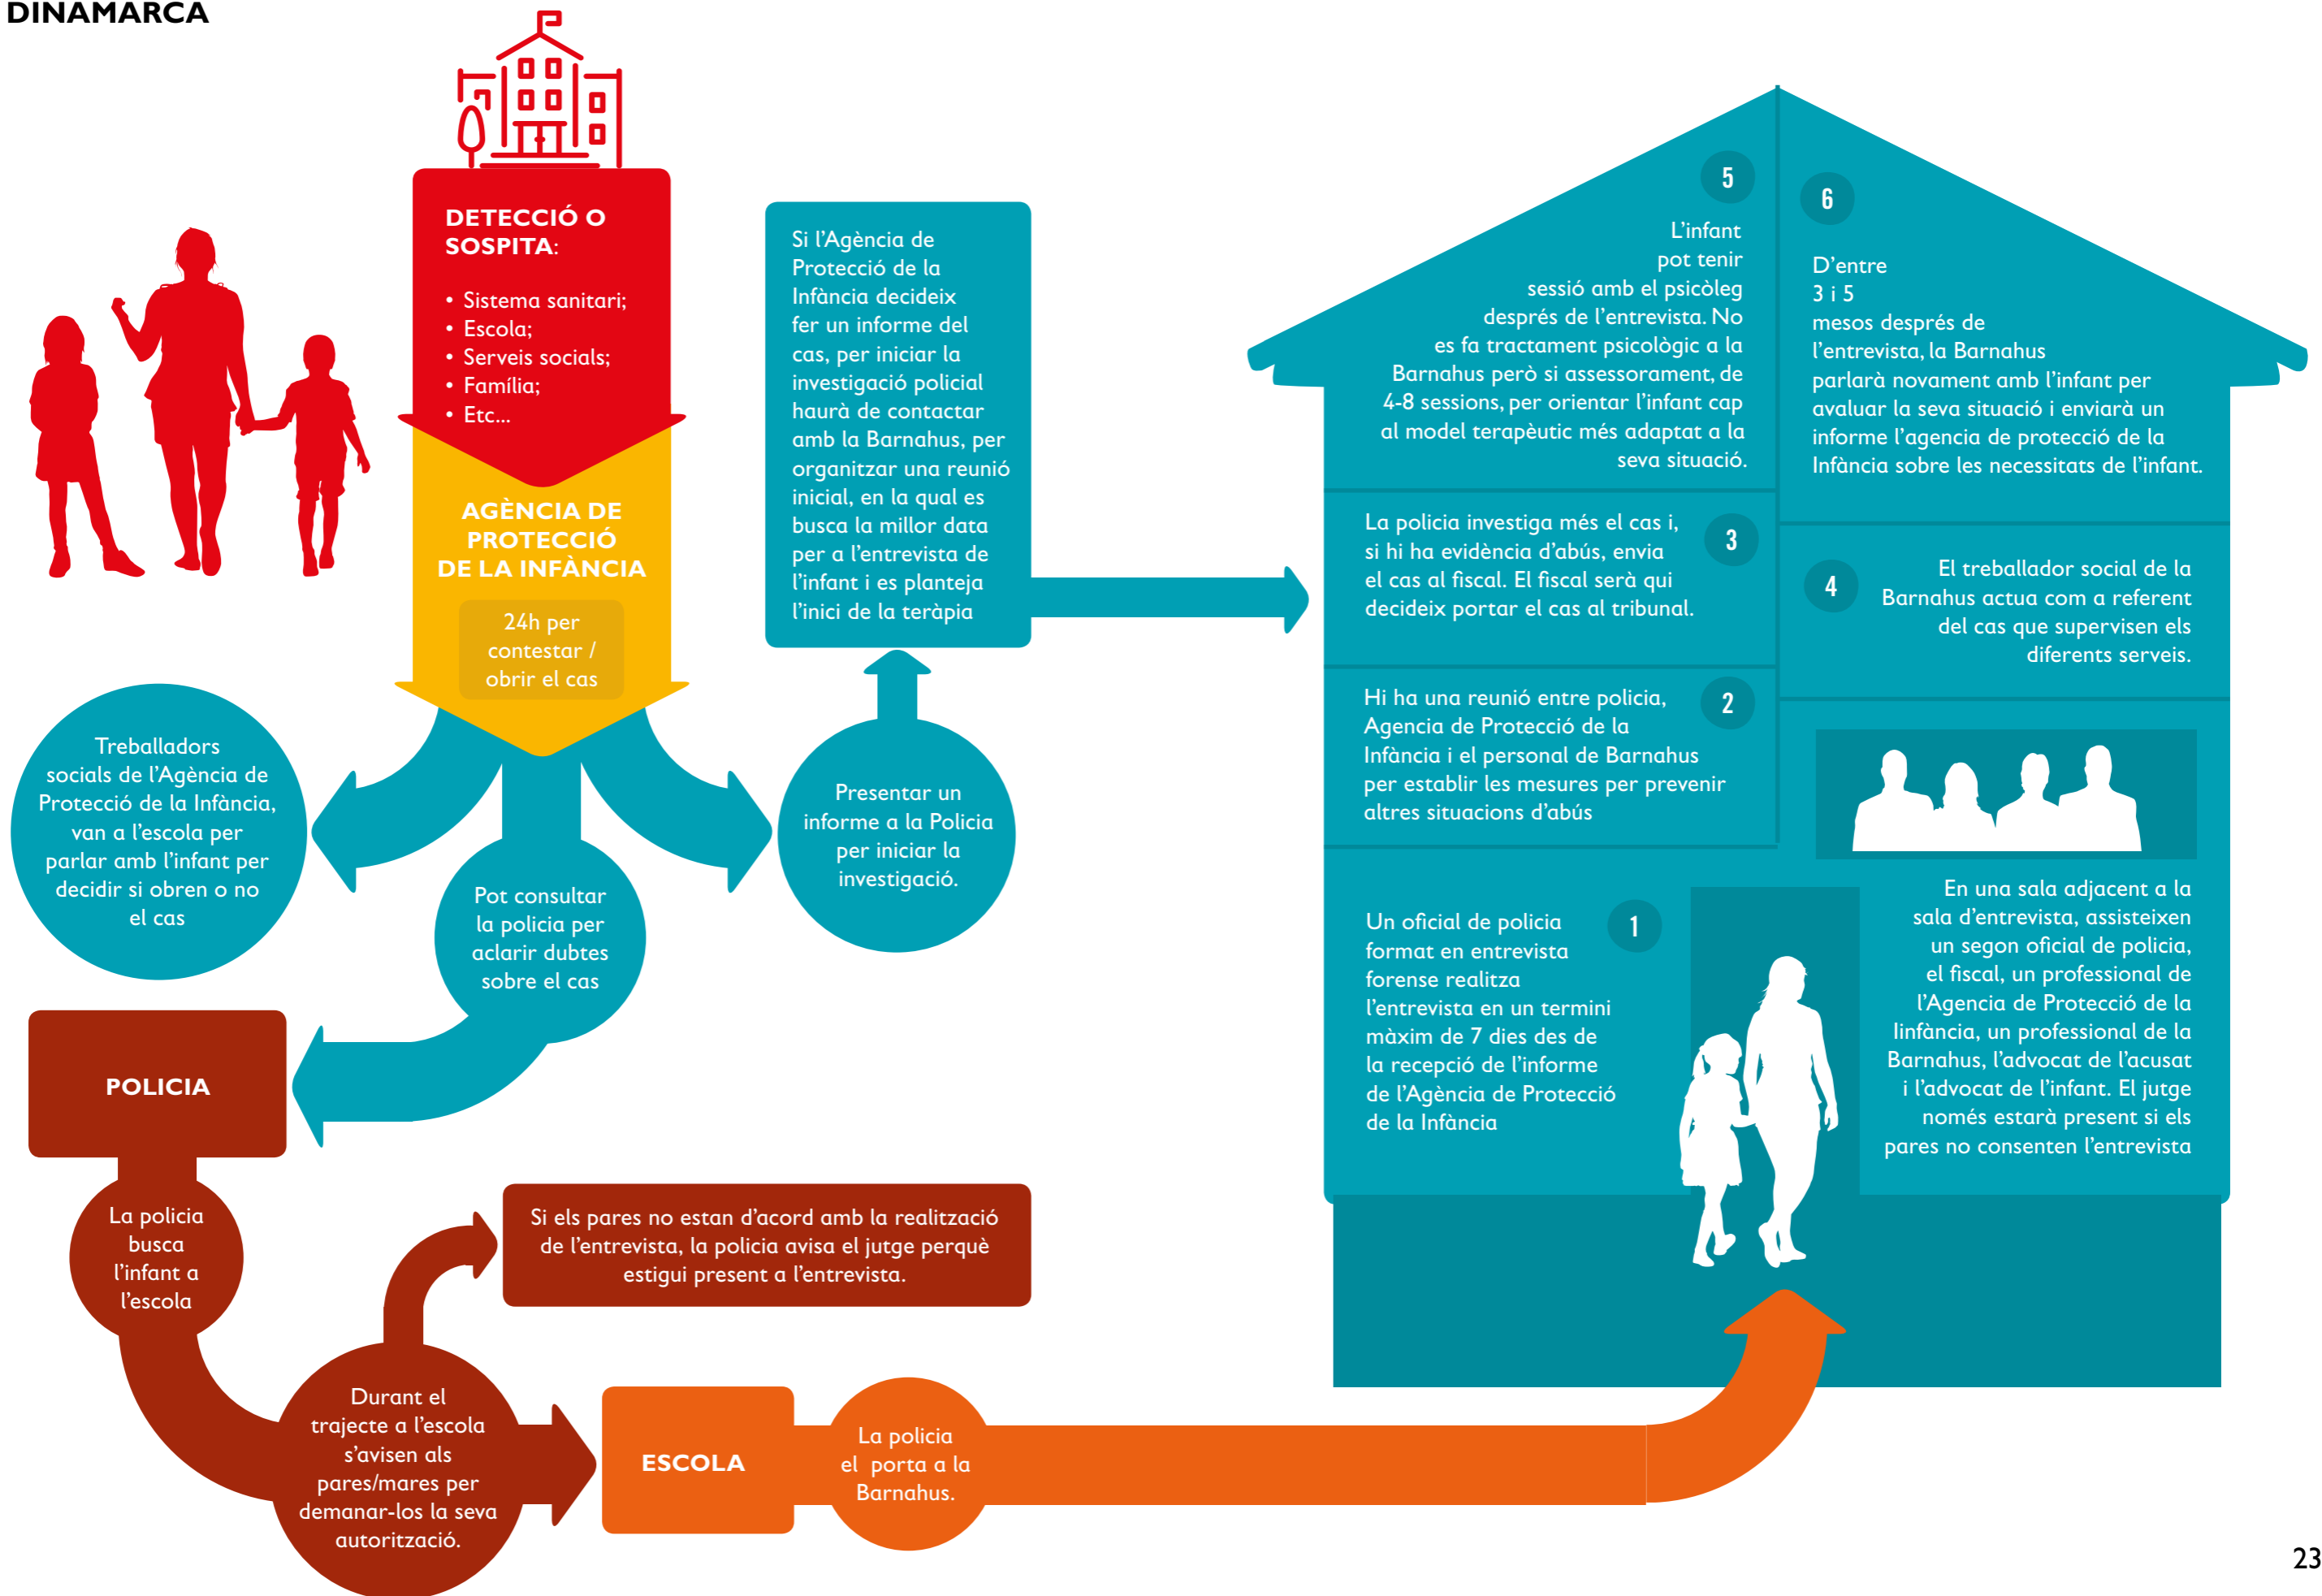 DINAMARCA
DETECCIÓ O
SOSPITA:
• Sistema sanitari;
• Escola;
• Serveis socials;
• Família;
• Etc...
AGÈNCIA DE
PROTECCIÓ
DE LA INFÀNCIA
24h per
contestar /
obrir el cas
Treballadors
socials de l'Agència de
Protecció de la Infància,
van a l'escola per
parlar amb l'infant per
decidir si obren o no
el cas
Pot consultar
la policia per
aclarir dubtes
sobre el cas
Presentar un
informe a la Policia
per iniciar la
investigació.
Si l'Agència de
Protecció de la
Infància decideix
fer un informe del
cas, per iniciar la
investigació policial
haurà de contactar
amb la Barnahus, per
organitzar una reunió
inicial, en la qual es
busca la millor data
per a l'entrevista de
l'infant i es planteja
l'inici de la teràpia
POLICIA
La policia
busca
l'infant a
l'escola
Durant el
trajecte a l'escola
s'avisen als
pares/mares per
demanar-los la seva
autorització.
Si els pares no estan d'acord amb la realització
de l'entrevista, la policia avisa el jutge perquè
estigui present a l'entrevista.
ESCOLA
La policia
el porta a la
Barnahus.
1
Un oficial de policia
format en entrevista
forense realitza
l'entrevista en un termini
màxim de 7 dies des de
la recepció de l'informe
de l'Agència de Protecció
de la Infància
En una sala adjacent a la
sala d'entrevista, assisteixen
un segon oficial de policia,
el fiscal, un professional de
l'Agencia de Protecció de la
Iinfància, un professional de la
Barnahus, l'advocat de l'acusat
i l'advocat de l'infant. El jutge
només estarà present si els
pares no consenten l'entrevista
2
Hi ha una reunió entre policia,
Agencia de Protecció de la
Infància i el personal de Barnahus
per establir les mesures per prevenir
altres situacions d'abús
3
La policia investiga més el cas i,
si hi ha evidència d'abús, envia
el cas al fiscal. El fiscal serà qui
decideix portar el cas al tribunal.
4
El treballador social de la
Barnahus actua com a referent
del cas que supervisen els
diferents serveis.
5
L'infant
pot tenir
sessió amb el psicòleg
després de l'entrevista. No
es fa tractament psicològic a la
Barnahus però si assessorament, de
4-8 sessions, per orientar l'infant cap
al model terapèutic més adaptat a la
seva situació.
6
D'entre
3 i 5
mesos després de
l'entrevista, la Barnahus
parlarà novament amb l'infant per
avaluar la seva situació i enviarà un
informe l'agencia de protecció de la
Infància sobre les necessitats de l'infant.
23